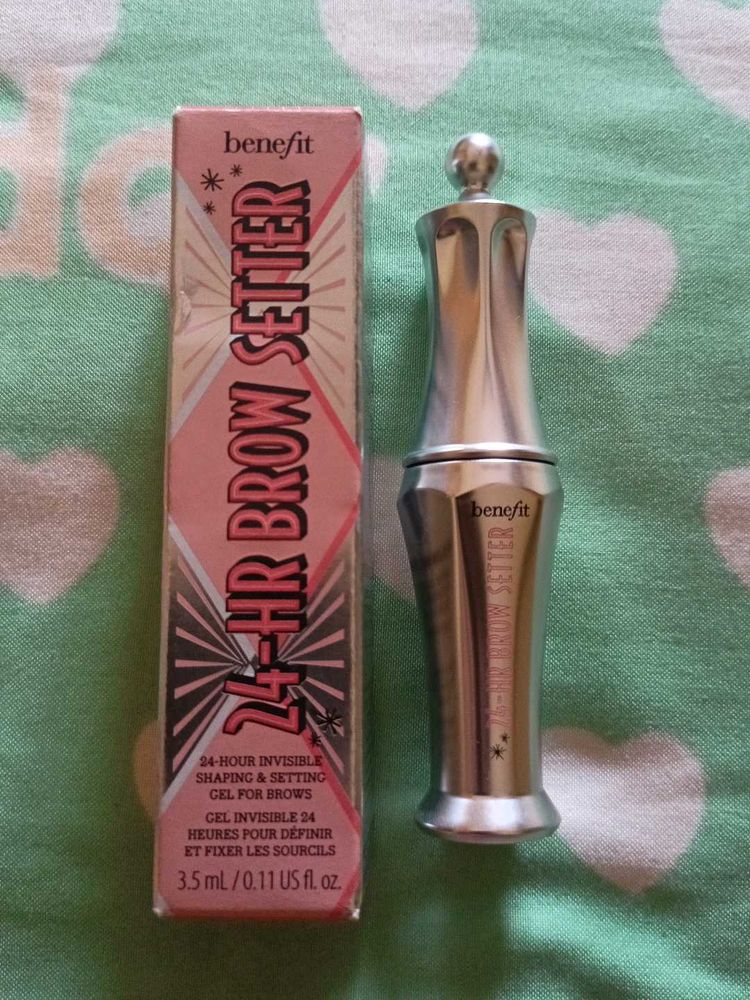 benefit
24-HR BROW SETTER
24-HOUR INVISIBLE
SHAPING & SETTING
GEL FOR BROWS
GEL INVISIBLE 24
HEURES POUR DÉFINIR
ET FIXER LES SOURCILS
3.5 mL / 0.11 US fl. oz.
benefit
24-HR BROW SETTER